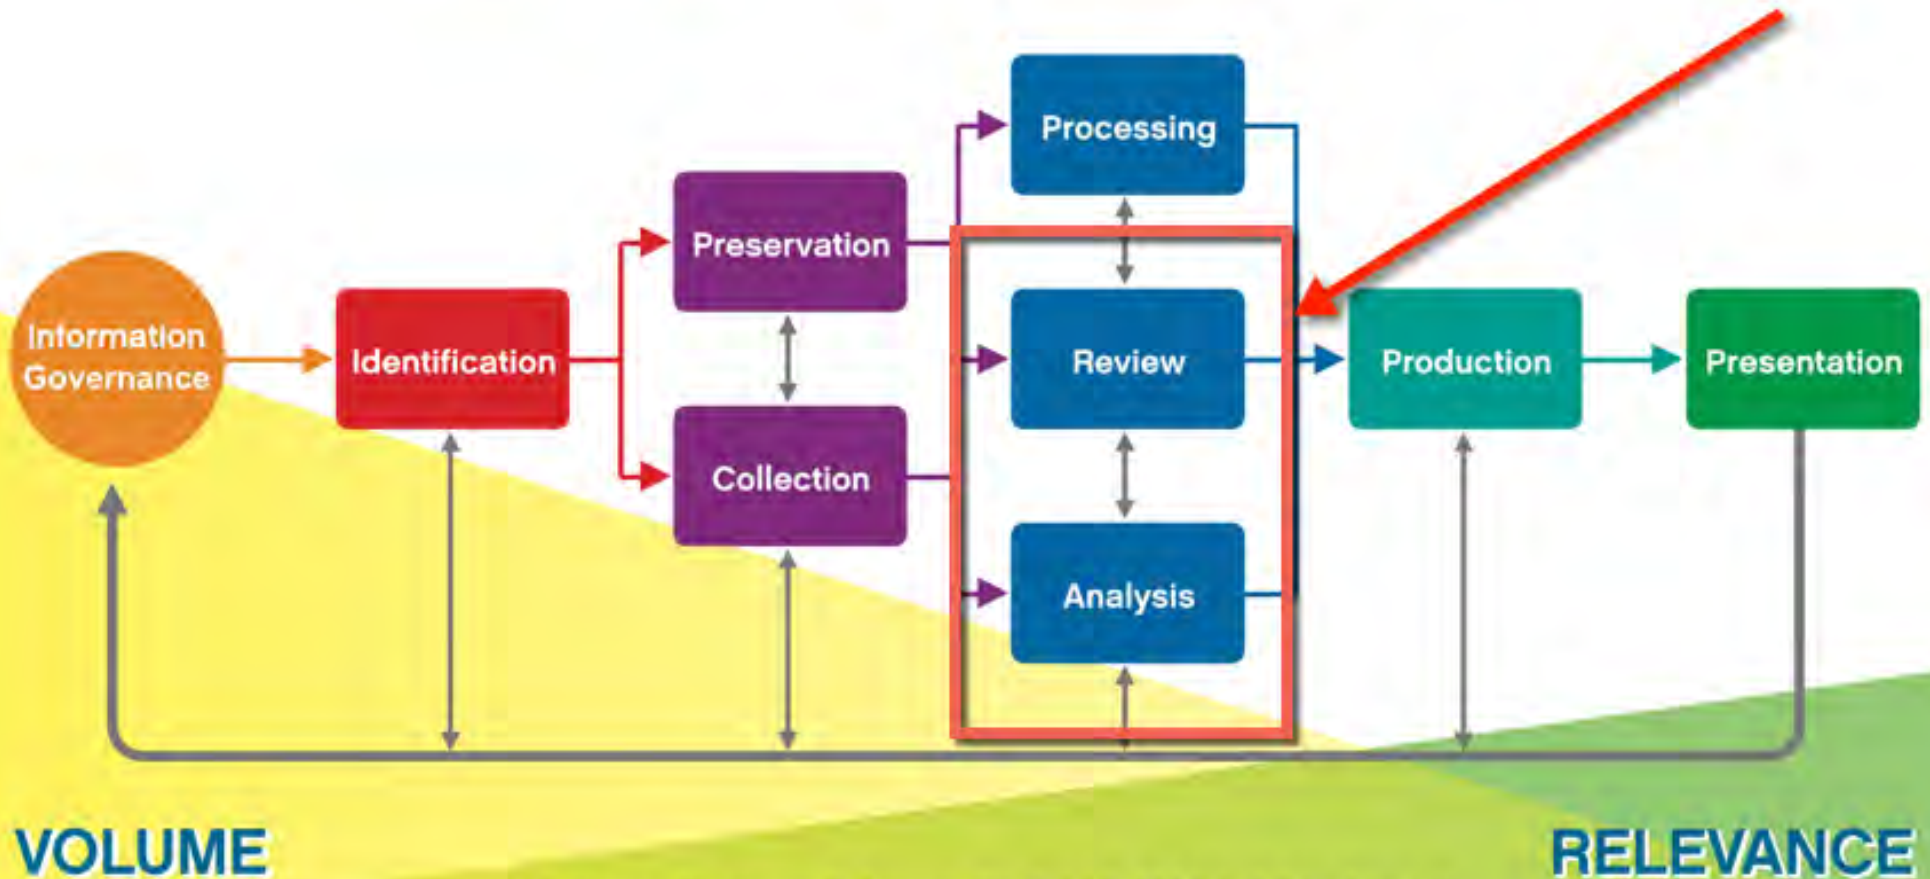 Information
Governance
Identification
Preservation
Collection
Processing
Review
Analysis
Production
Presentation
VOLUME
RELEVANCE